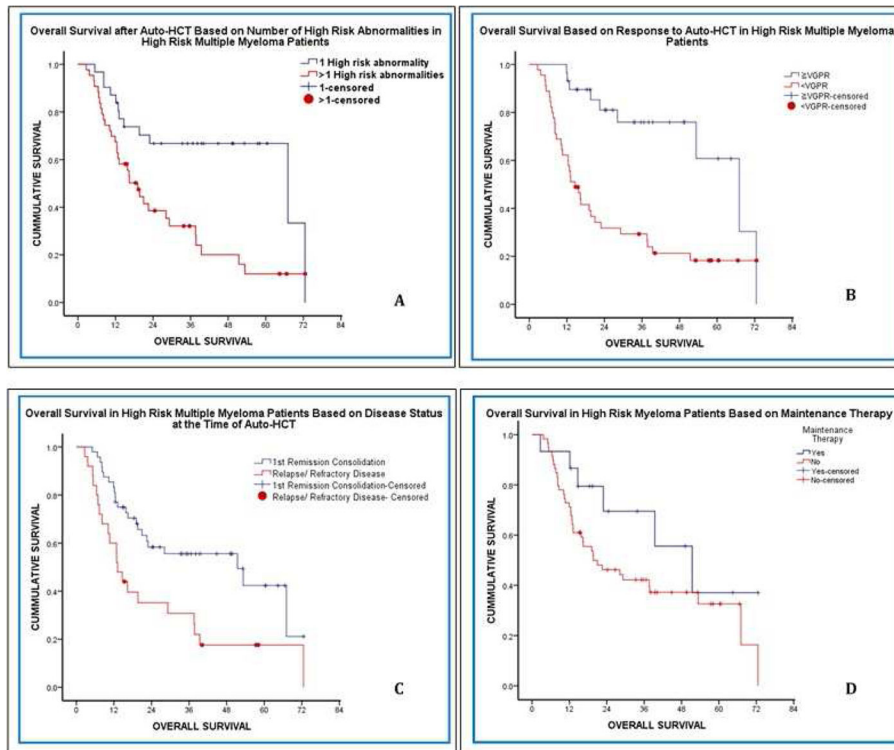 Overall Survival after Auto-HCT Based on Number of High Risk Abnormalities in
High Risk Multiple Myeloma Patients
1 High risk abnormality
>1 High risk abnormalities
1-censored
>1-censored
CUMMULATIVE SURVIVAL
1.0
0.8
0.6
0.4
0.2
0.0
0 12 24 36 48 60 72 84
OVERALL SURVIVAL
A
Overall Survival Based on Response to Auto-HCT in High Risk Multiple Myeloma
Patients
≥VGPR
<VGPR
≥VGPR-censored
<VGPR-censored
CUMMULATIVE SURVIVAL
1.0
0.8
0.6
0.4
0.2
0.0
0 12 24 36 48 60 72 84
OVERALL SURVIVAL
B
Overall Survival in High Risk Multiple Myeloma Patients Based on Disease Status
at the Time of Auto-HCT
1st Remission Consolidation
Relapse/ Refractory Disease
1st Remission Consolidation-Censored
Relapse/ Refractory Disease- Censored
CUMMULATIVE SURVIVAL
1.0
0.8
0.6
0.4
0.2
0.0
0 12 24 36 48 60 72 84
OVERALL SURVIVAL
C
Overall Survival in High Risk Myeloma Patients Based on Maintenance Therapy
Maintenance
Therapy
Yes
No
Yes-censored
No-censored
CUMMULATIVE SURVIVAL
1.0
0.8
0.6
0.4
0.2
0.0
0 12 24 36 48 60 72 84
OVERALL SURVIVAL
D